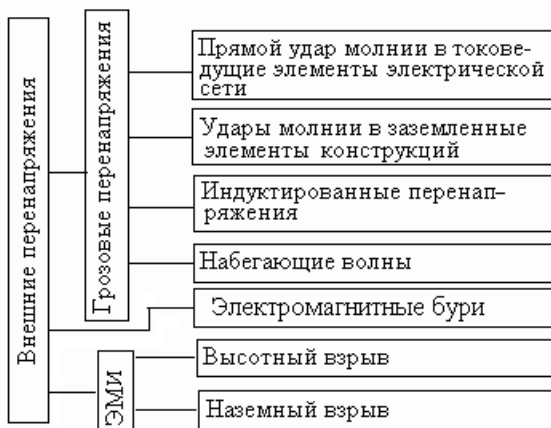 Внешние перенапряжения
Грозовые перенапряжения
Прямой удар молнии в токове-
дущие элементы электрической
сети
Удары молнии в заземленные
элементы конструкций
Индуктированные перенап-
ряжения
Набегающие волны
Электромагнитные бури
ЭМИ
Высотный взрыв
Наземный взрыв